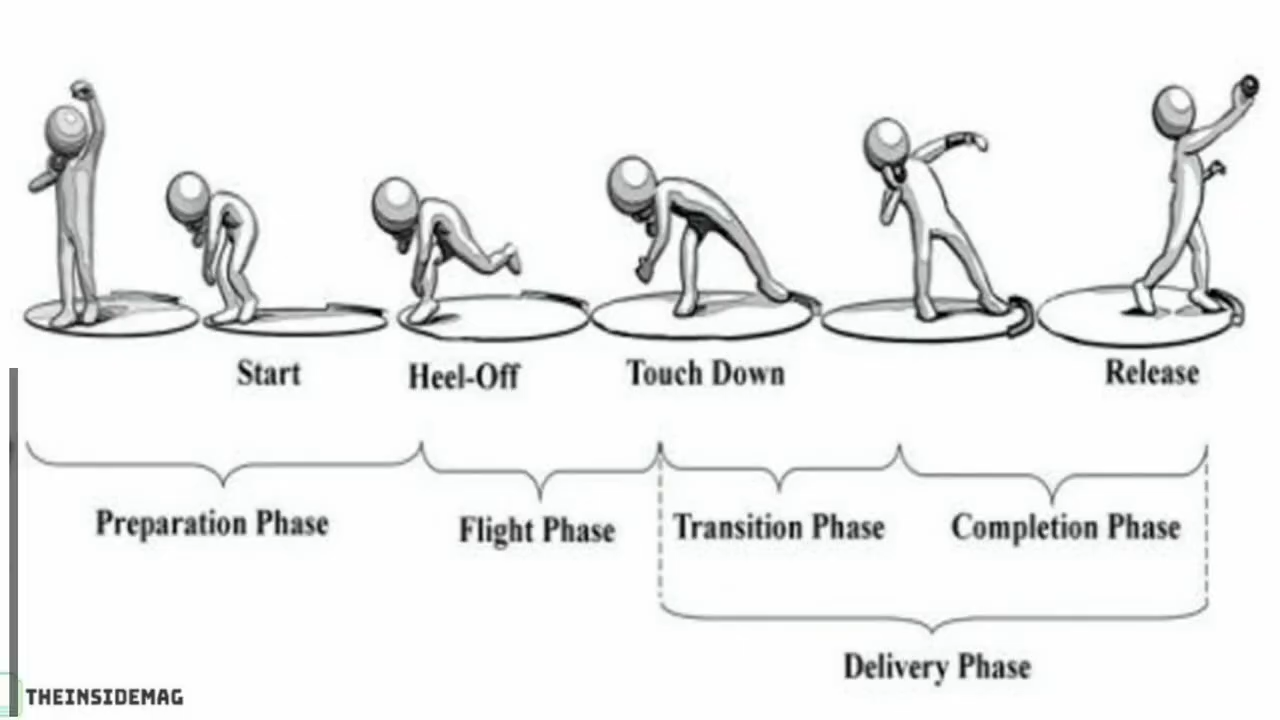 Start
Heel-Off
Touch Down
Release
Preparation Phase
Flight Phase
Transition Phase
Completion Phase
Delivery Phase
THEINSIDEMAG